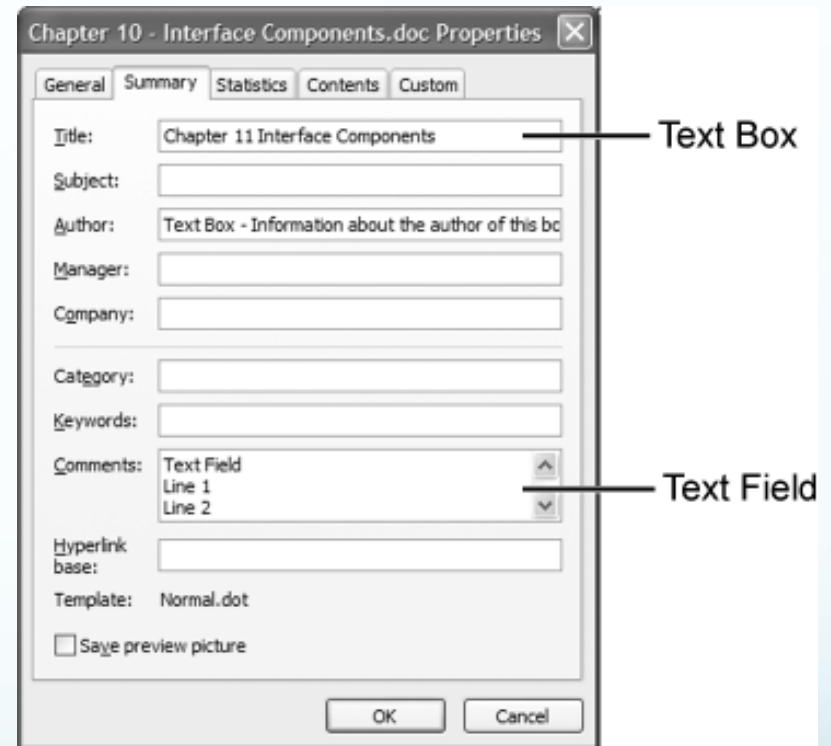 Chapter 10 - Interface Components.doc Properties
General Summary Statistics Contents Custom
Title: Chapter 11 Interface Components
Text Box
Subject:
Author: Text Box - Information about the author of this bc
Manager:
Company:
Category:
Keywords:
Comments: Text Field
Line 1
Text Field
Line 2
Hyperlink
base:
Template: Normal.dot
Save preview picture
OK Cancel